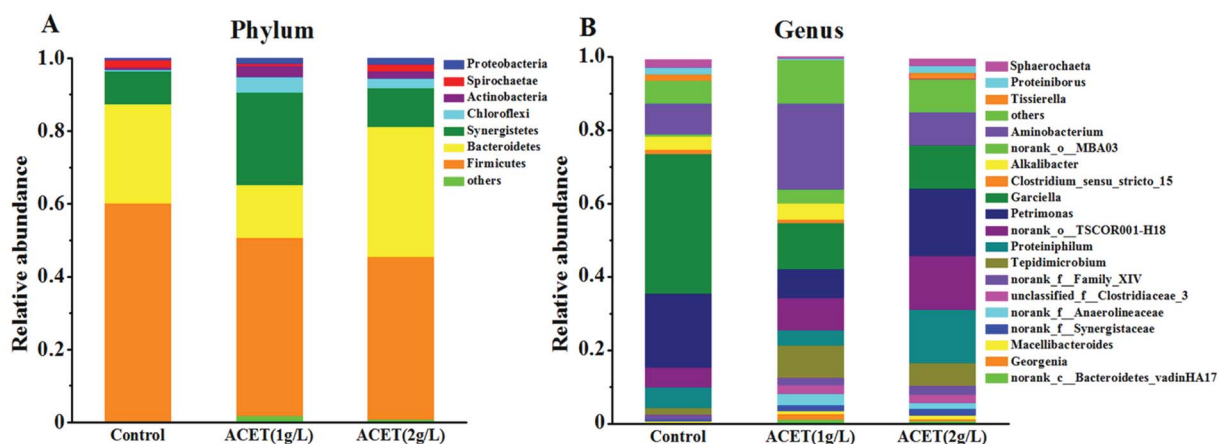 A
Phylum
Relative abundance
1.0
0.8
0.6
0.4
0.2
0
Control
ACET(1g/L)
ACET(2g/L)
Proteobacteria
Spirochaetae
Actinobacteria
Chloroflexi
Synergistetes
Bacteroidetes
Firmicutes
others
B
Genus
Relative abundance
1.0
0.8
0.6
0.4
0.2
0
Control
ACET(1g/L)
ACET(2g/L)
Sphaerochaeta
Proteiniborus
Tissierella
others
Aminobacterium
norank_o__MBA03
Alkalibacter
Clostridium_sensu_stricto_15
Garciella
Petrimonas
norank_o__TSCOR001-H18
Proteiniphilum
Tepidimicrobium
norank_f__Family_XIV
unclassified_f__Clostridiaceae_3
norank_f__Anaerolineaceae
norank_f__Synergistaceae
Macellibacteroides
Georgenia
norank_c__Bacteroidetes_vadinHA17